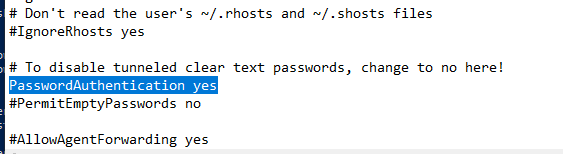 # Don't read the user's ~/.rhosts and ~/.shosts files
#IgnoreRhosts yes
# To disable tunneled clear text passwords, change to no here!
PasswordAuthentication yes
#PermitEmptyPasswords no
#AllowAgentForwarding yes